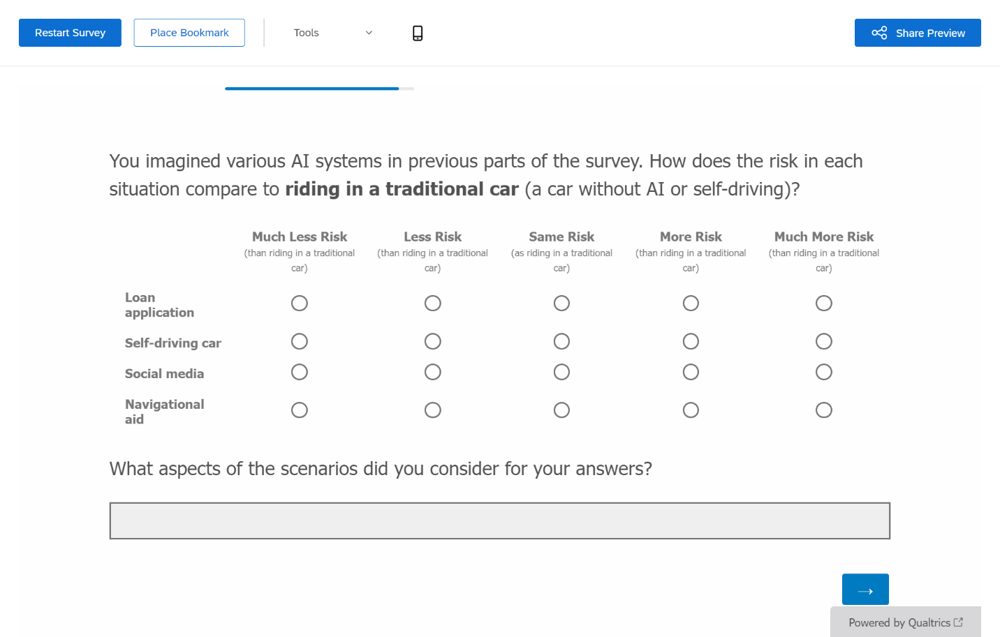 Restart Survey Place Bookmark Tools Share Preview
You imagined various AI systems in previous parts of the survey. How does the risk in each
situation compare to riding in a traditional car (a car without AI or self-driving)?
Much Less Risk Less Risk Same Risk More Risk Much More Risk
(than riding in a traditional (than riding in a traditional (as riding in a traditional (than riding in a traditional (than riding in a traditional
car) car) car) car) car)
Loan
application
Self-driving car
Social media
Navigational
aid
What aspects of the scenarios did you consider for your answers?
→
Powered by Qualtrics